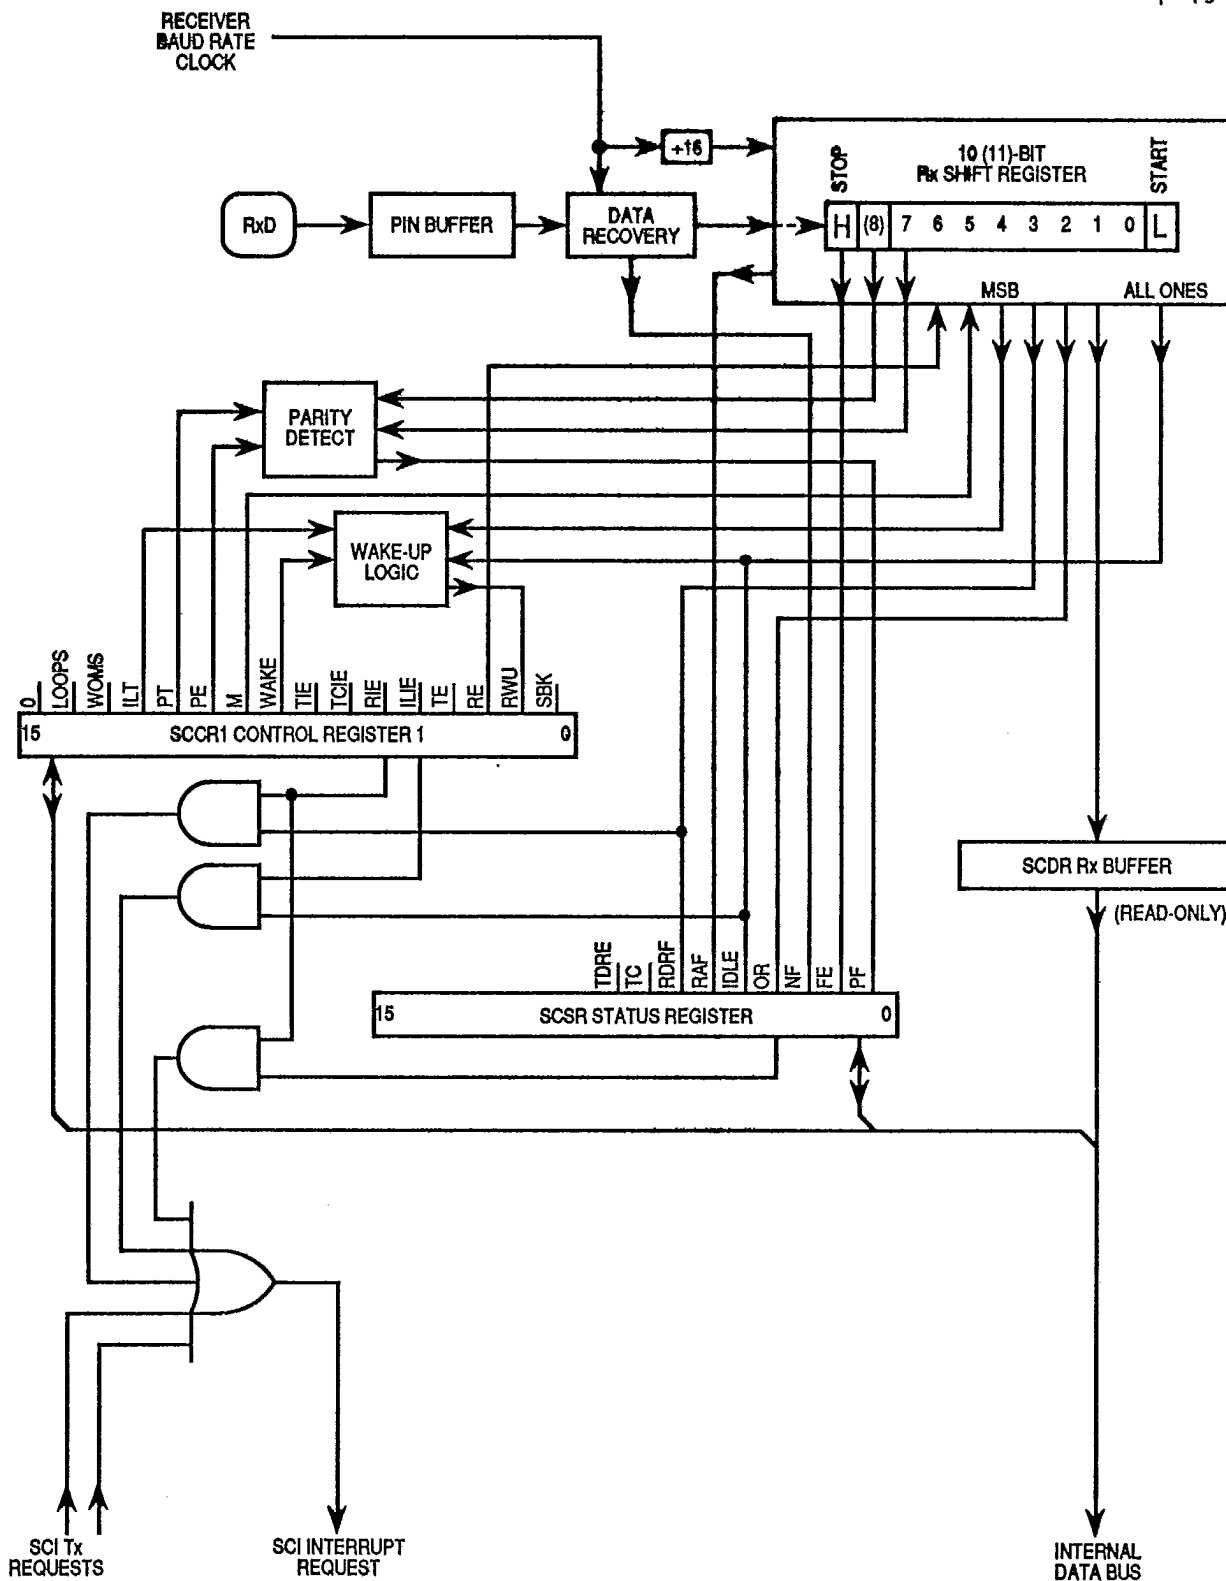 RECEIVER
BAUD RATE
CLOCK
÷16
STOP
10 (11)-BIT
Rx SHIFT REGISTER
START
RxD
PIN BUFFER
DATA
RECOVERY
H (8) 7 6 5 4 3 2 1 0 L
MSB
ALL ONES
PARITY
DETECT
WAKE-UP
LOGIC
0
LOOPS
WOMS
ILT
PT
PE
M
WAKE
TIE
TCIE
RIE
ILIE
TE
RE
RWU
SBK
15 SCCR1 CONTROL REGISTER 1 0
SCDR Rx BUFFER
(READ-ONLY)
TDRE
TC
RDRF
RAF
IDLE
OR
NF
FE
PF
15 SCSR STATUS REGISTER 0
SCI Tx
REQUESTS
SCI INTERRUPT
REQUEST
INTERNAL
DATA BUS